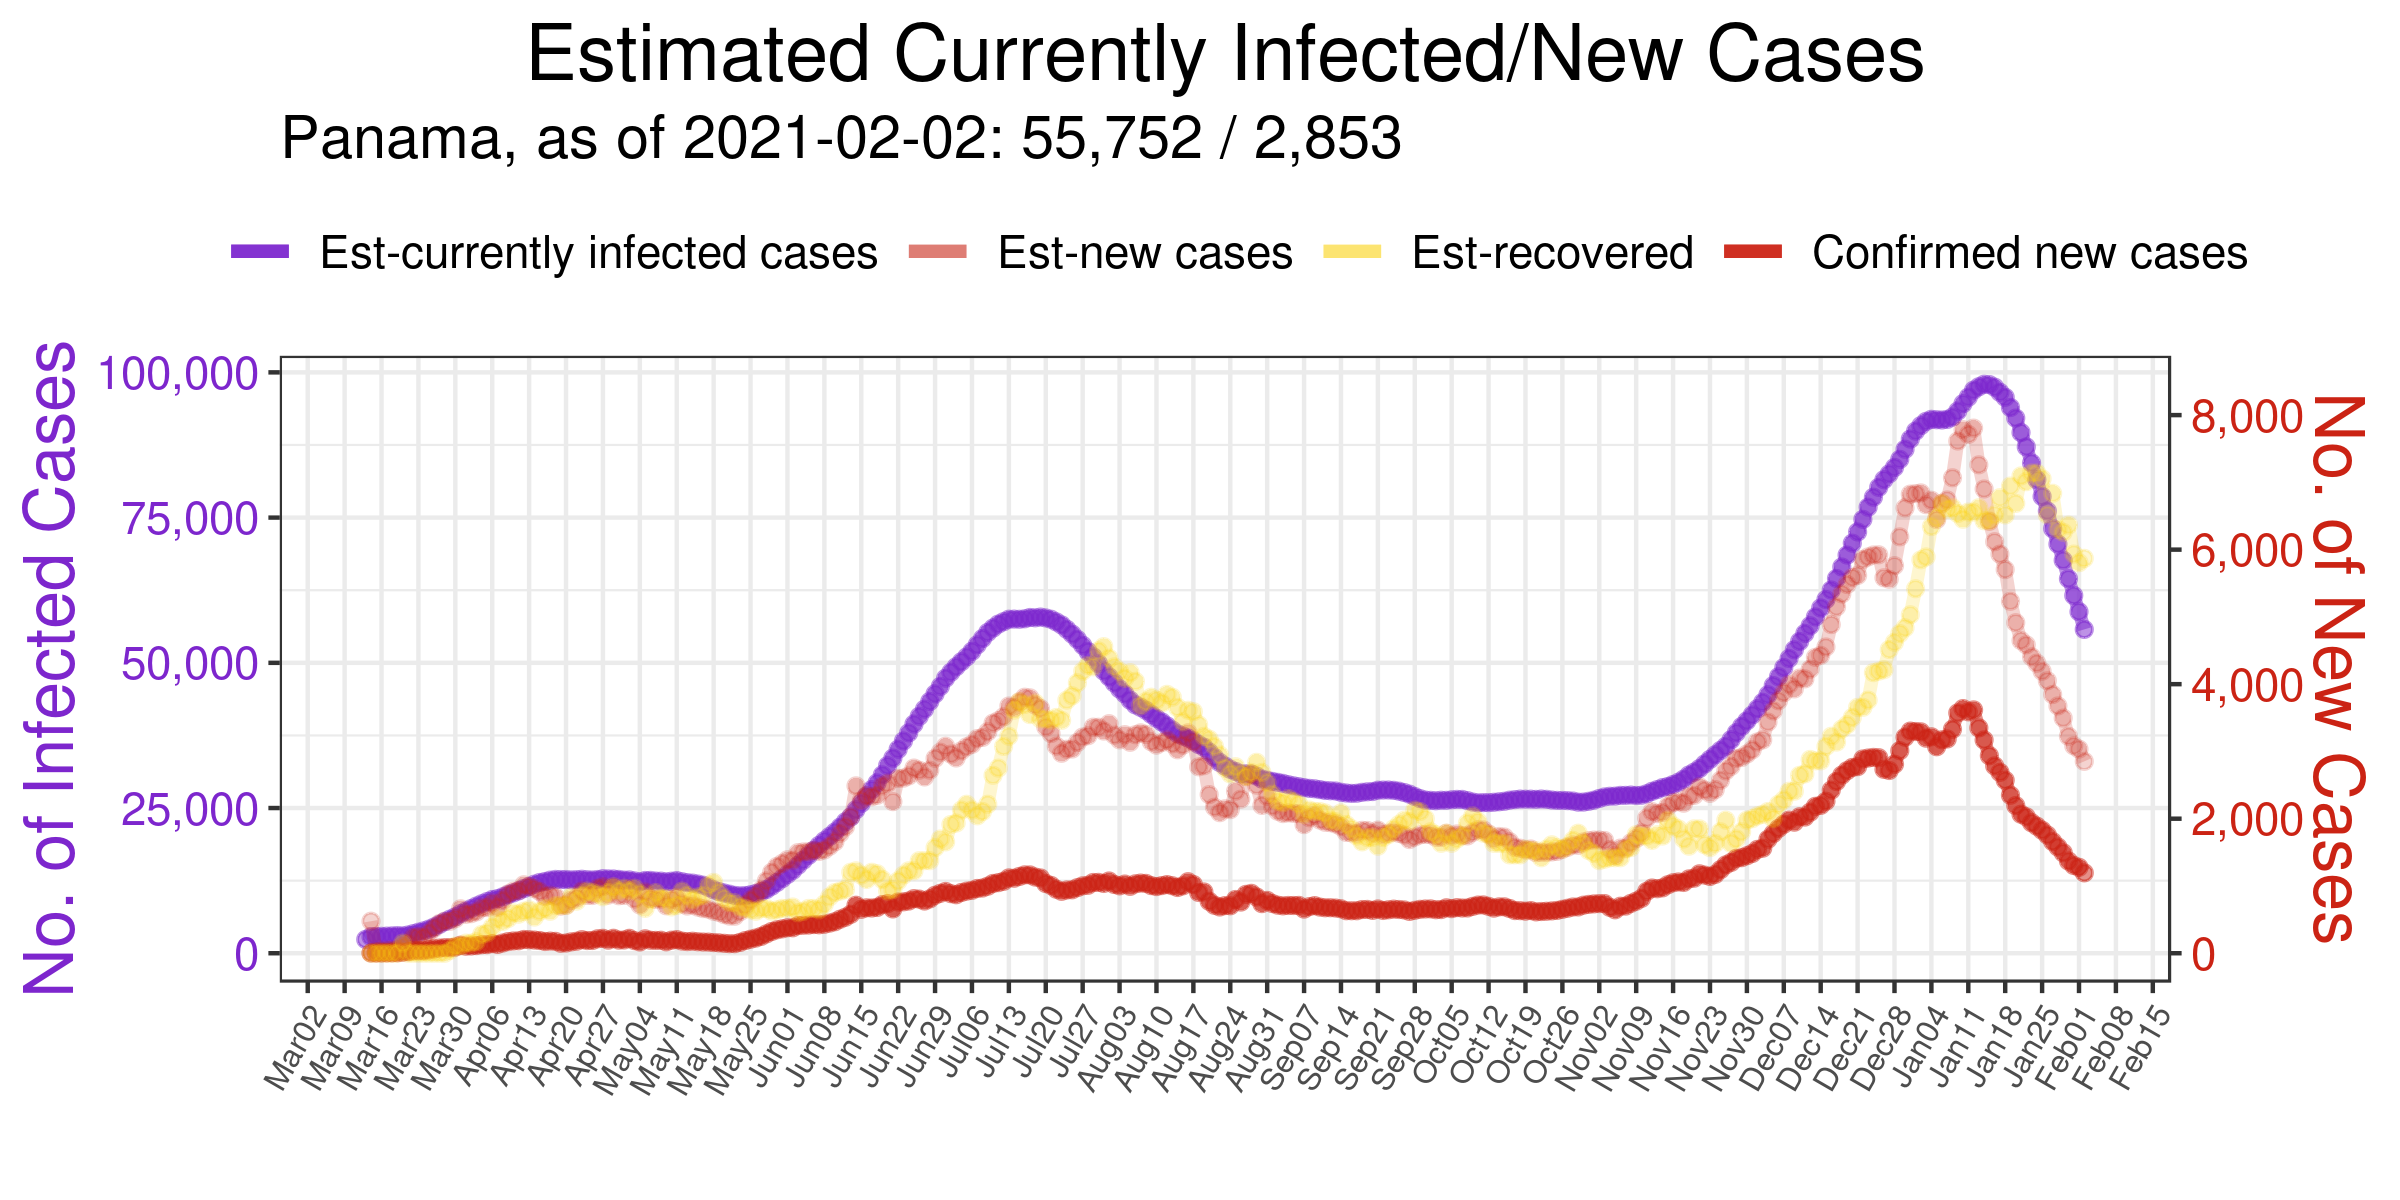 Estimated Currently Infected/New Cases
Panama, as of 2021-02-02: 55,752 / 2,853
Est-currently infected cases Est-new cases Est-recovered Confirmed new cases
No. of Infected Cases
100,000
75,000
50,000
25,000
0
8,000
6,000
4,000
2,000
0
No. of New Cases
Mar02 Mar09 Mar16 Mar23 Mar30 Apr06 Apr13 Apr20 Apr27 May04 May11 May18 May25 Jun01 Jun08 Jun15 Jun22 Jun29 Jul06 Jul13 Jul20 Jul27 Aug03 Aug10 Aug17 Aug24 Aug31 Sep07 Sep14 Sep21 Sep28 Oct05 Oct12 Oct19 Oct26 Nov02 Nov09 Nov16 Nov23 Nov30 Dec07 Dec14 Dec21 Dec28 Jan04 Jan11 Jan18 Jan25 Feb01 Feb08 Feb15